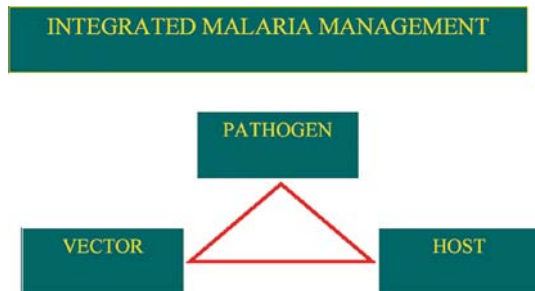 INTEGRATED MALARIA MANAGEMENT
PATHOGEN
VECTOR
HOST